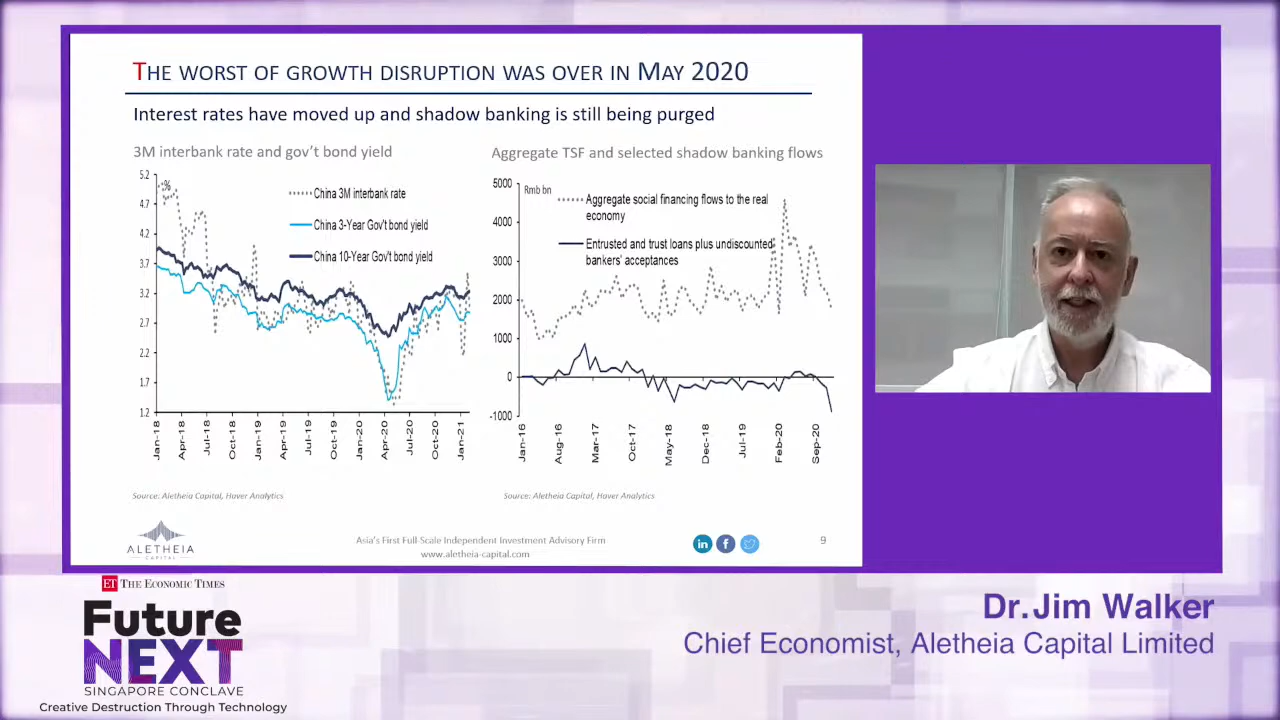 THE WORST OF GROWTH DISRUPTION WAS OVER IN MAY 2020
Interest rates have moved up and shadow banking is still being purged
3M interbank rate and gov't bond yield
5.2
4.7
4.2
3.7
3.2
2.7
2.2
1.7
1.2
%
China 3M interbank rate
China 3-Year Gov't bond yield
China 10-Year Gov't bond yield
Jan-18
Apr-18
Jul-18
Oct-18
Jan-19
Apr-19
Jul-19
Oct-19
Jan-20
Apr-20
Jul-20
Oct-20
Jan-21
Source: Aletheia Capital, Haver Analytics
Aggregate TSF and selected shadow banking flows
5000
4000
3000
2000
1000
0
-1000
Rmb bn
Aggregate social financing flows to the real
economy
Entrusted and trust loans plus undiscounted
bankers' acceptances
Jan-16
Aug-16
Mar-17
Oct-17
May-18
Dec-18
Jul-19
Feb-20
Sep-20
Source: Aletheia Capital, Haver Analytics
ALETHEIA
CAPITAL
Asia's First Full-Scale Independent Investment Advisory Firm
www.aletheia-capital.com
in
f
9
ET THE ECONOMIC TIMES
Future
NEXT
SINGAPORE CONCLAVE
Creative Destruction Through Technology
Dr. Jim Walker
Chief Economist, Aletheia Capital Limited